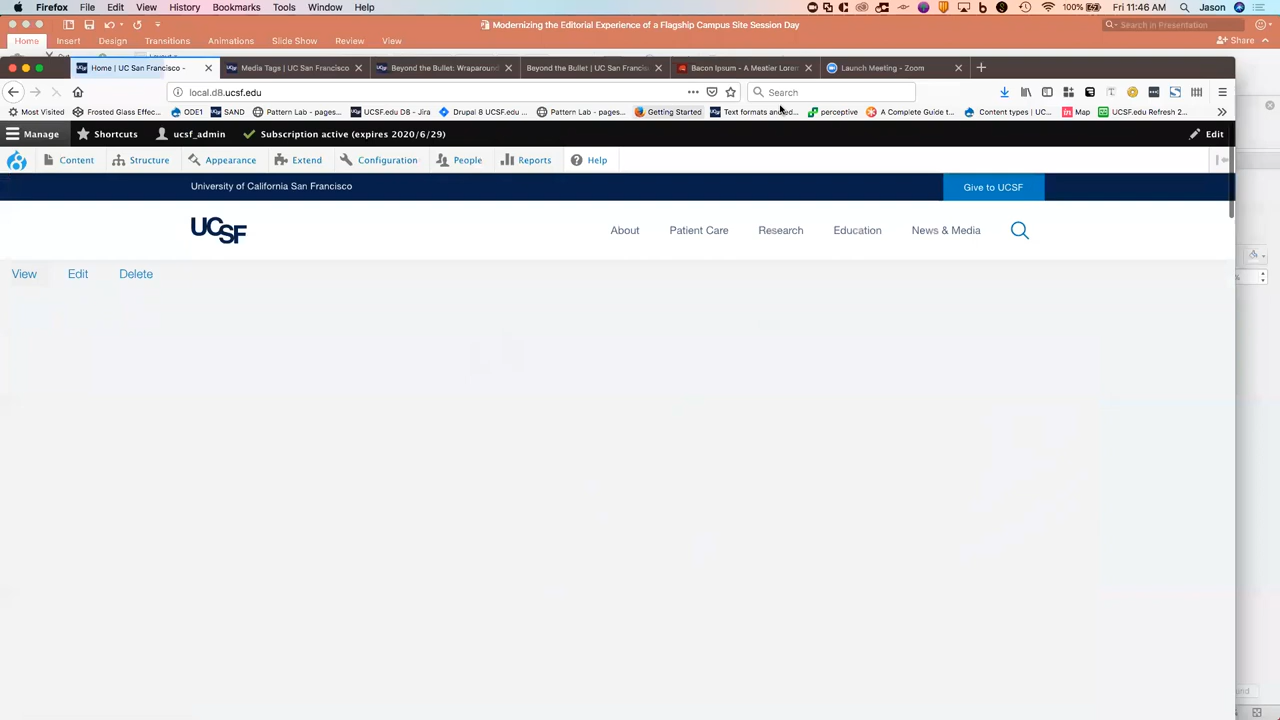 Firefox File Edit View History Bookmarks Tools Window Help 100% Fri 11:46 AM Jason
Modernizing the Editorial Experience of a Flagship Campus Site Session Day
Search in Presentation
Home Insert Design Transitions Animations Slide Show Review View Share
Home | UC San Francisco - Media Tags | UC San Francisco Beyond the Bullet: Wraparound Beyond the Bullet | UC San Francis Bacon Ipsum - A Meatier Lorem Launch Meeting - Zoom
local.d8.ucsf.edu Search
Most Visited Frosted Glass Effec... ODE1 SAND Pattern Lab - pages... UCSF.edu DB - Jira Drupal 8 UCSF.edu ... Pattern Lab - pages... Getting Started Text formats and ed... perceptive A Complete Guide t... Content types | UC... Map UCSF.edu Refresh 2...
Manage Shortcuts ucsf_admin Subscription active (expires 2020/6/29) Edit
Content Structure Appearance Extend Configuration People Reports Help
University of California San Francisco Give to UCSF
UCSF About Patient Care Research Education News & Media
View Edit Delete